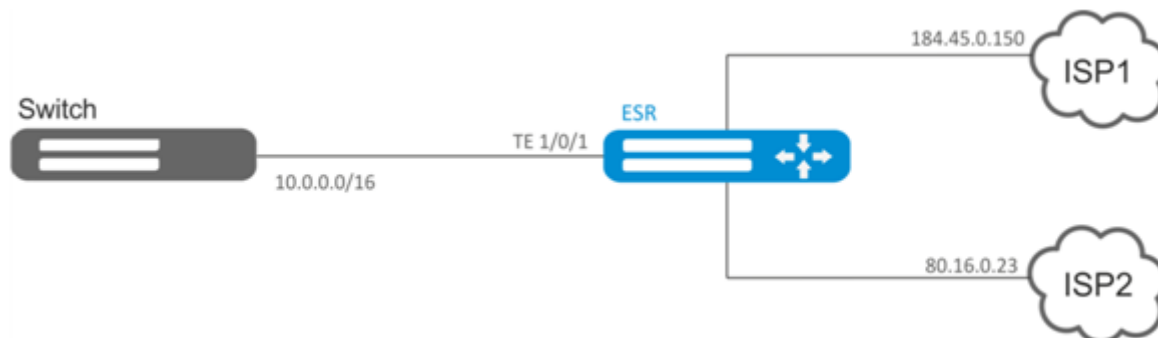 184.45.0.150
ISP1
Switch
ESR
TE 1/0/1
10.0.0.0/16
80.16.0.23
ISP2